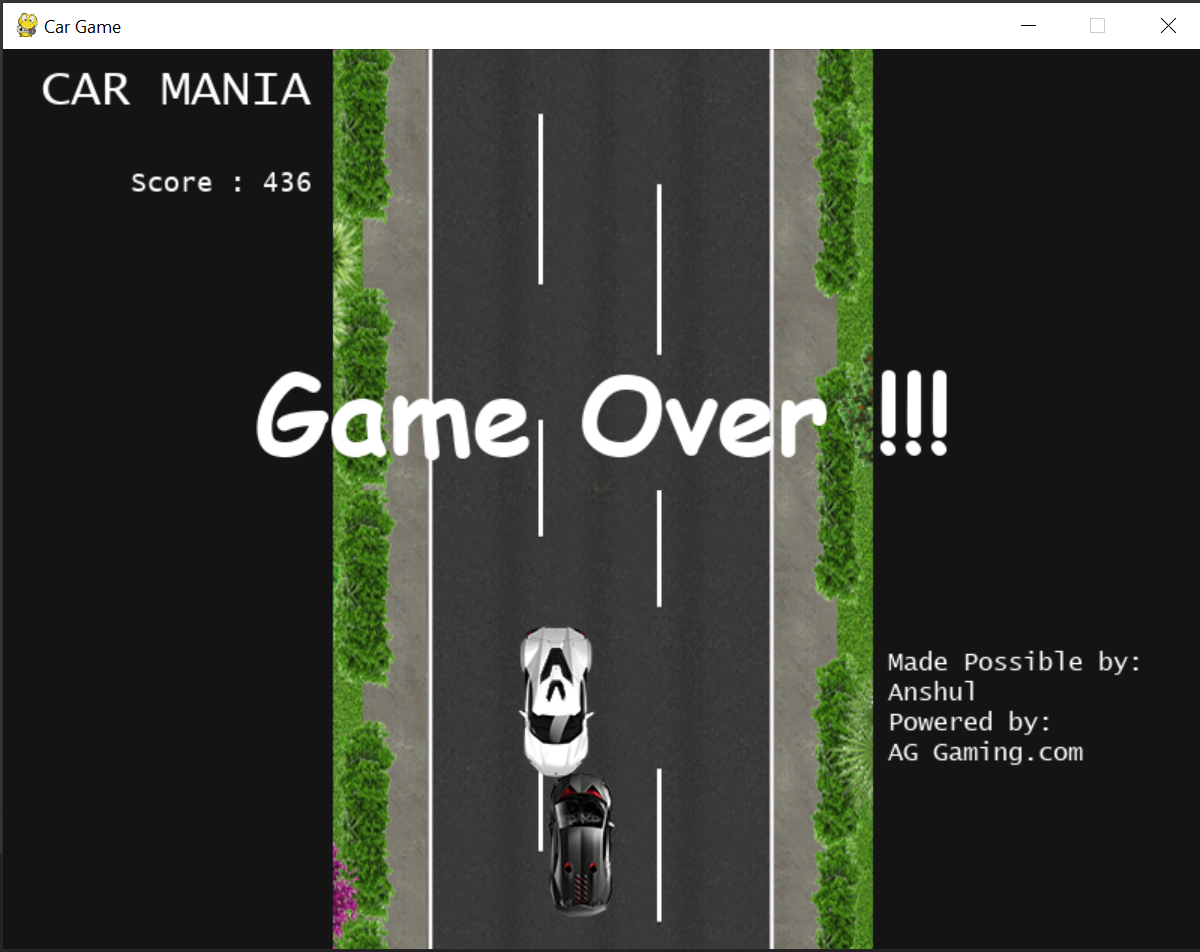 Car Game
CAR MANIA
Score : 436
Game Over !!!
Made Possible by:
Anshul
Powered by:
AG Gaming.com